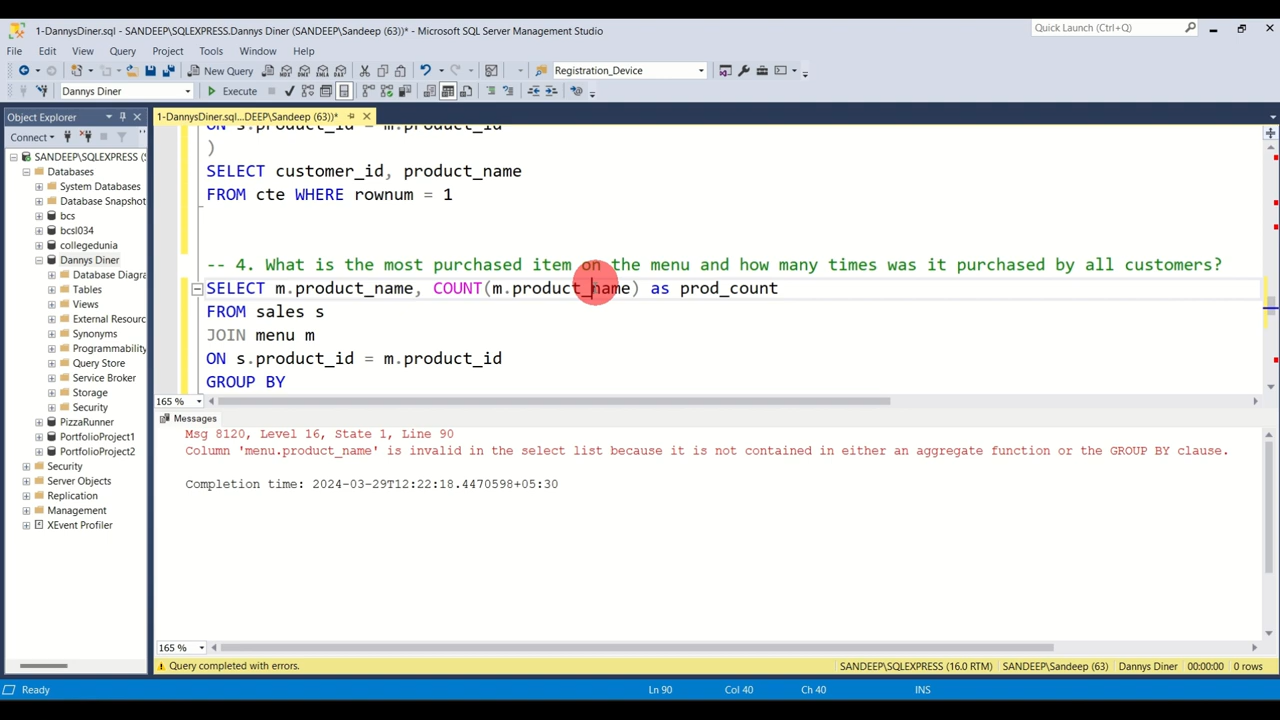 1-DannysDiner.sql - SANDEEP\SQLEXPRESS.Dannys Diner (SANDEEP\Sandeep (63))* - Microsoft SQL Server Management Studio
Quick Launch (Ctrl+Q)
File Edit View Query Project Tools Window Help
New Query
Registration_Device
Dannys Diner
Execute
Object Explorer
1-DannysDiner.sql...DEEP\Sandeep (63))*
Connect
SANDEEP\SQLEXPRESS (
Databases
System Databases
Database Snapshot
bcs
bcsl034
collegedunia
Dannys Diner
Database Diagra
Tables
Views
External Resourc
Synonyms
Programmability
Query Store
Service Broker
Storage
Security
PizzaRunner
PortfolioProject1
PortfolioProject2
Security
Server Objects
Replication
Management
XEvent Profiler
ON s.product_id = m.product_id
)
SELECT customer_id, product_name
FROM cte WHERE rownum = 1
-- 4. What is the most purchased item on the menu and how many times was it purchased by all customers?
SELECT m.product_name, COUNT(m.product_name) as prod_count
FROM sales s
JOIN menu m
ON s.product_id = m.product_id
GROUP BY
165 %
Messages
Msg 8120, Level 16, State 1, Line 90
Column 'menu.product_name' is invalid in the select list because it is not contained in either an aggregate function or the GROUP BY clause.
Completion time: 2024-03-29T12:22:18.4470598+05:30
165 %
Query completed with errors.
SANDEEP\SQLEXPRESS (16.0 RTM) SANDEEP\Sandeep (63) Dannys Diner 00:00:00 0 rows
Ready
Ln 90 Col 40 Ch 40 INS